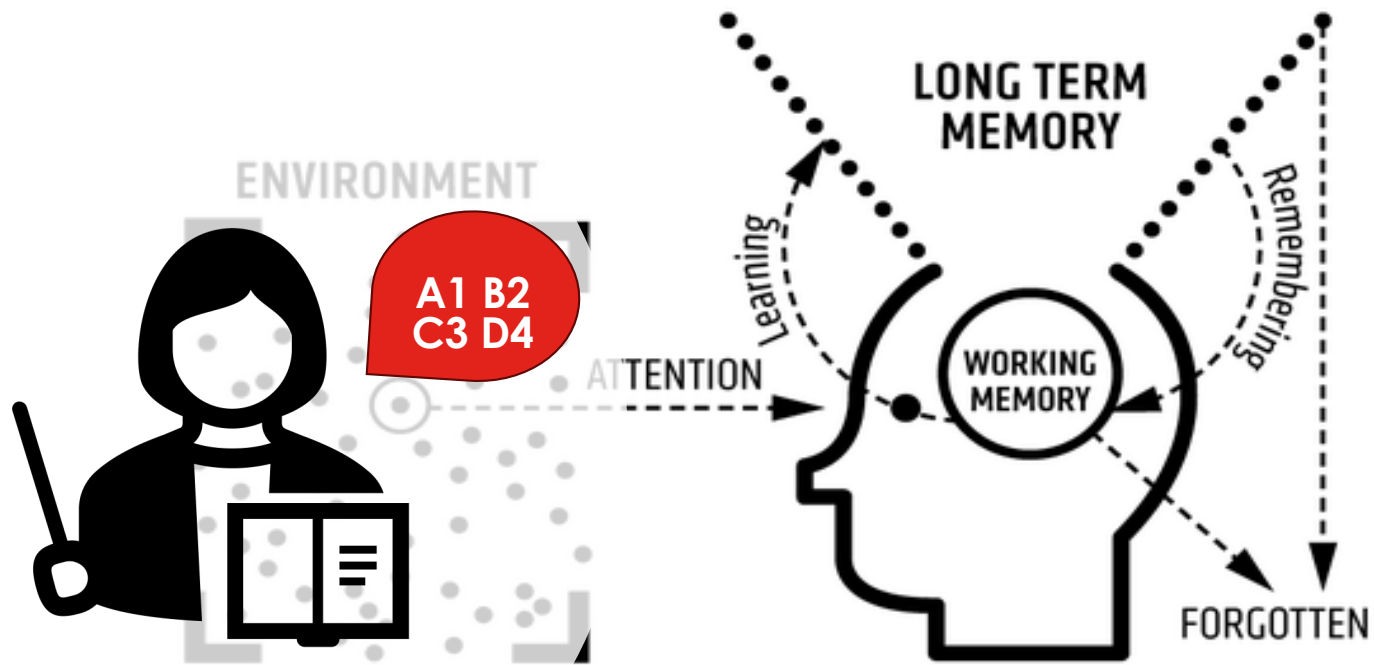 LONG TERM
MEMORY
ENVIRONMENT
A1 B2
C3 D4
Learning
Remembering
ATTENTION
WORKING
MEMORY
FORGOTTEN